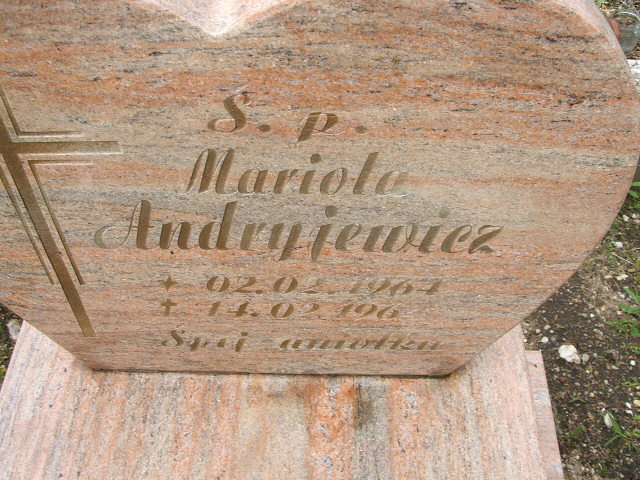 Ś. p.
Mariola
Andryjewicz
02.02.1964
14.02.196
Śpij aniołku